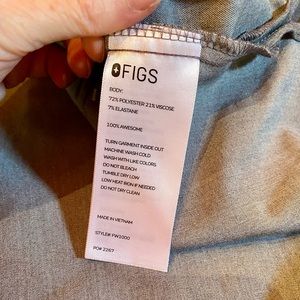 FIGS
BODY:
72% POLYESTER 21% VISCOSE
7% ELASTANE
100% AWESOME
TURN GARMENT INSIDE OUT
MACHINE WASH COLD
WASH WITH LIKE COLORS
DO NOT BLEACH
TUMBLE DRY LOW
LOW HEAT IRON IF NEEDED
DO NOT DRY CLEAN
MADE IN VIETNAM
STYLE# FW1000
PO# 2267